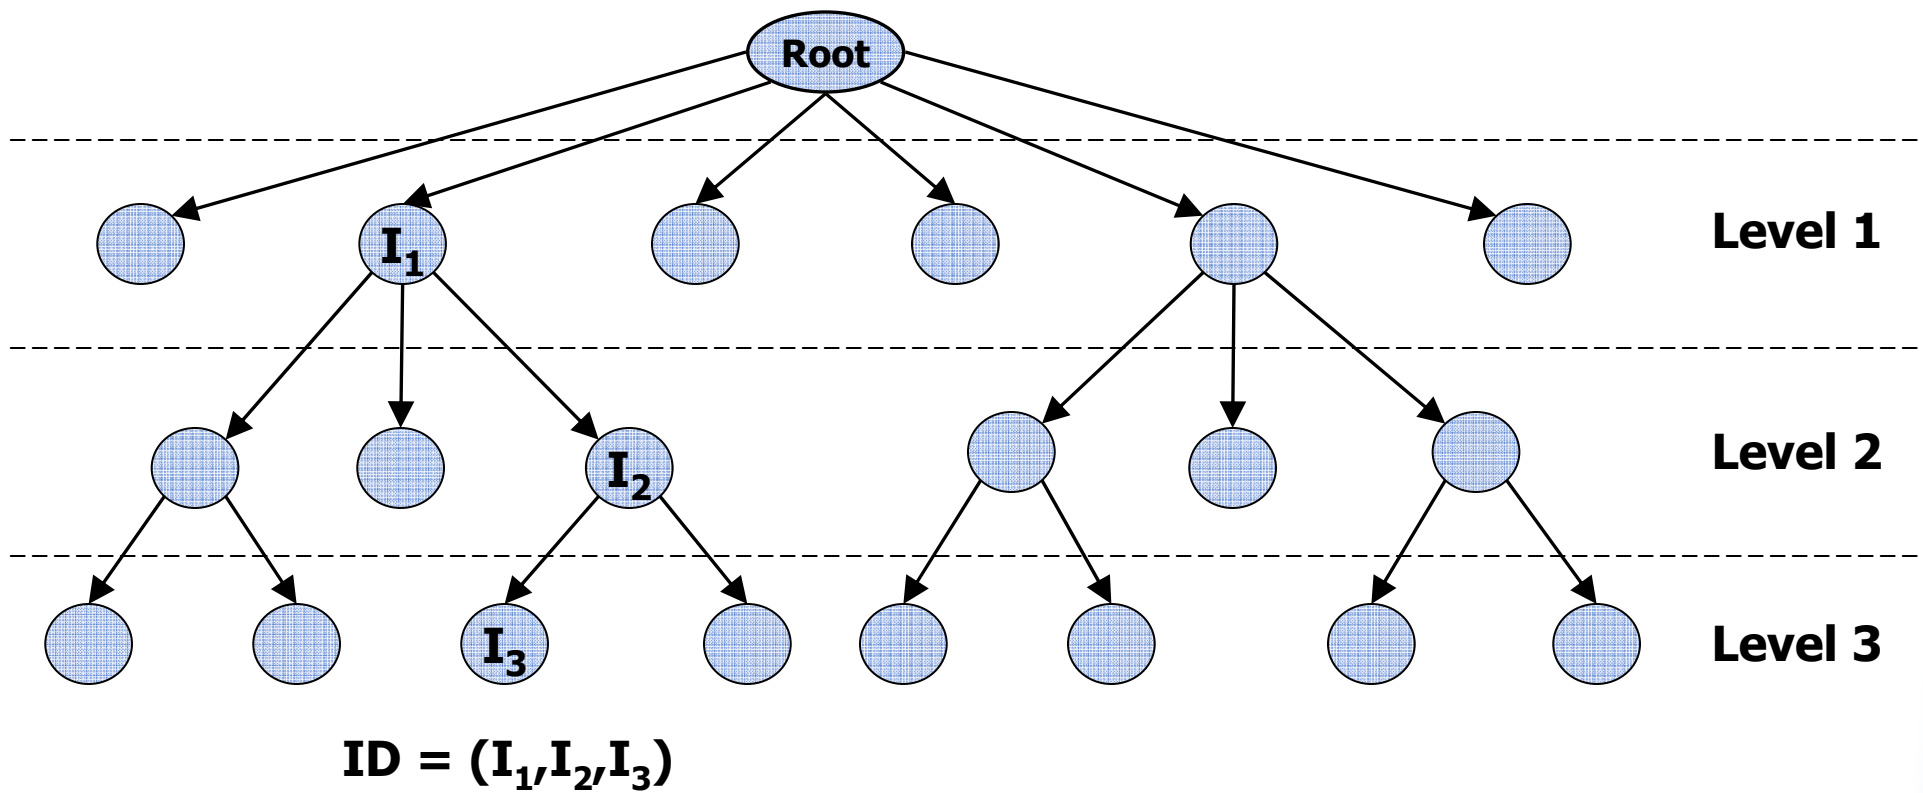 Root
I₁
Level 1
I₂
Level 2
I₃
Level 3
ID = (I₁,I₂,I₃)